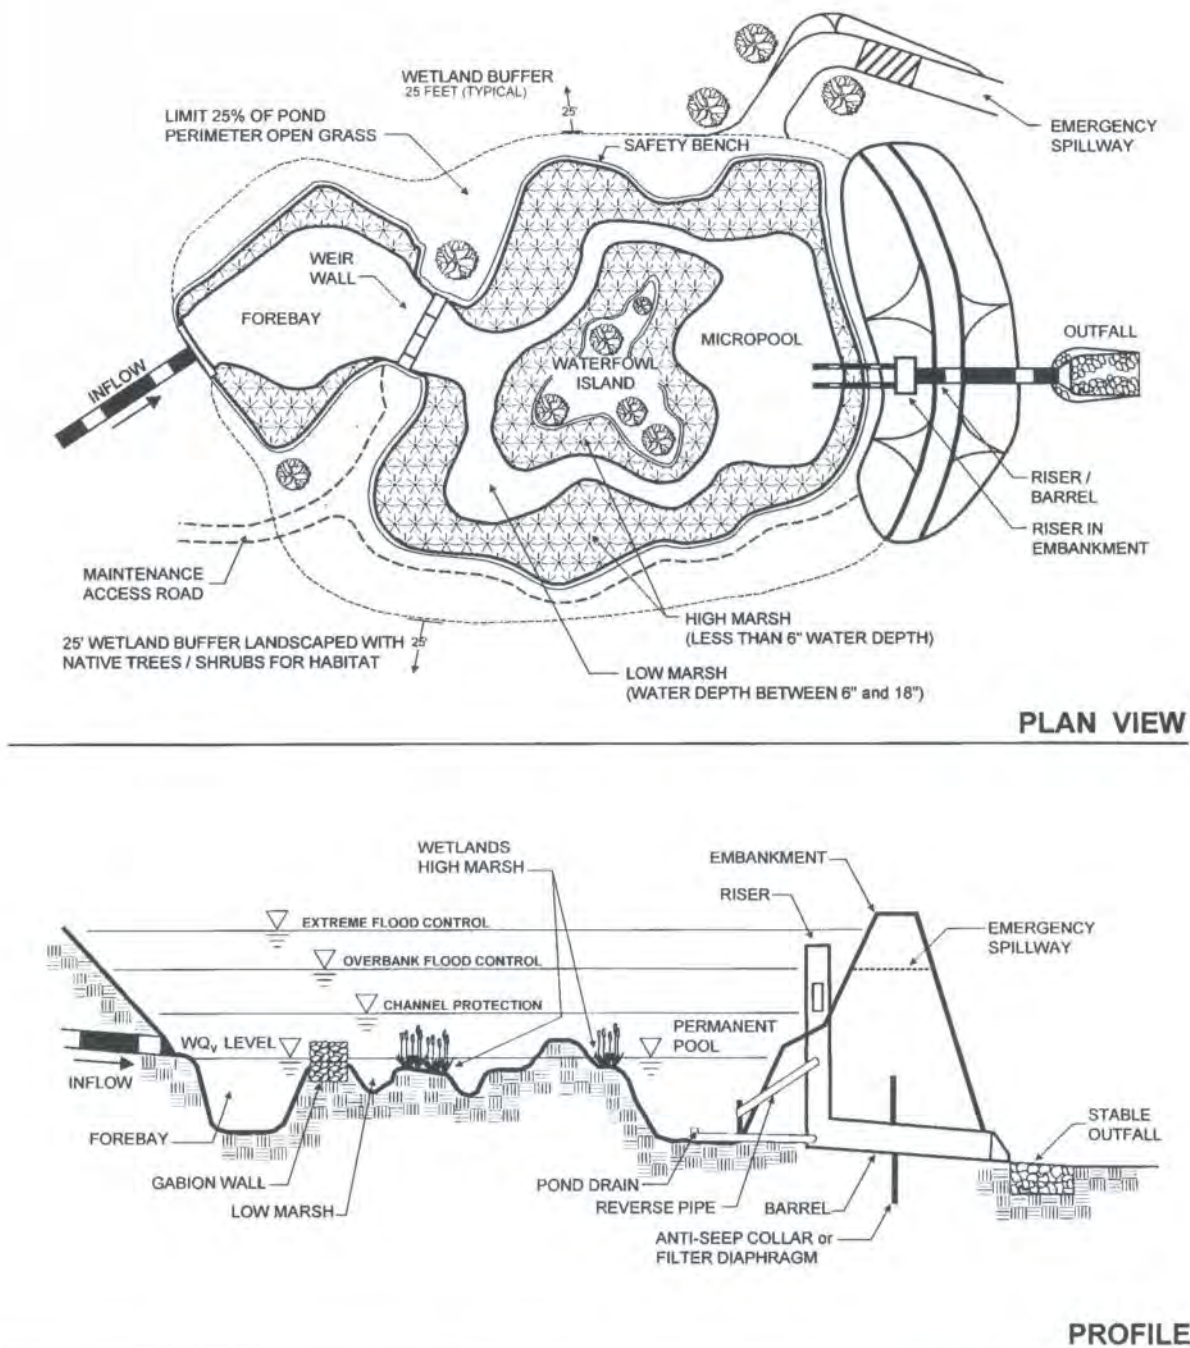 WETLAND BUFFER
25 FEET (TYPICAL)
25'
LIMIT 25% OF POND
PERIMETER OPEN GRASS
SAFETY BENCH
EMERGENCY
SPILLWAY
WEIR
WALL
FOREBAY
MICROPOOL
OUTFALL
WATERFOWL
ISLAND
INFLOW
RISER /
BARREL
RISER IN
EMBANKMENT
MAINTENANCE
ACCESS ROAD
HIGH MARSH
(LESS THAN 6" WATER DEPTH)
25' WETLAND BUFFER LANDSCAPED WITH
NATIVE TREES / SHRUBS FOR HABITAT
25'
LOW MARSH
(WATER DEPTH BETWEEN 6" and 18")
PLAN VIEW
WETLANDS
HIGH MARSH
EMBANKMENT
RISER
EXTREME FLOOD CONTROL
EMERGENCY
SPILLWAY
OVERBANK FLOOD CONTROL
CHANNEL PROTECTION
WQv LEVEL
PERMANENT
POOL
INFLOW
FOREBAY
STABLE
OUTFALL
GABION WALL
POND DRAIN
LOW MARSH
REVERSE PIPE
BARREL
ANTI-SEEP COLLAR or
FILTER DIAPHRAGM
PROFILE